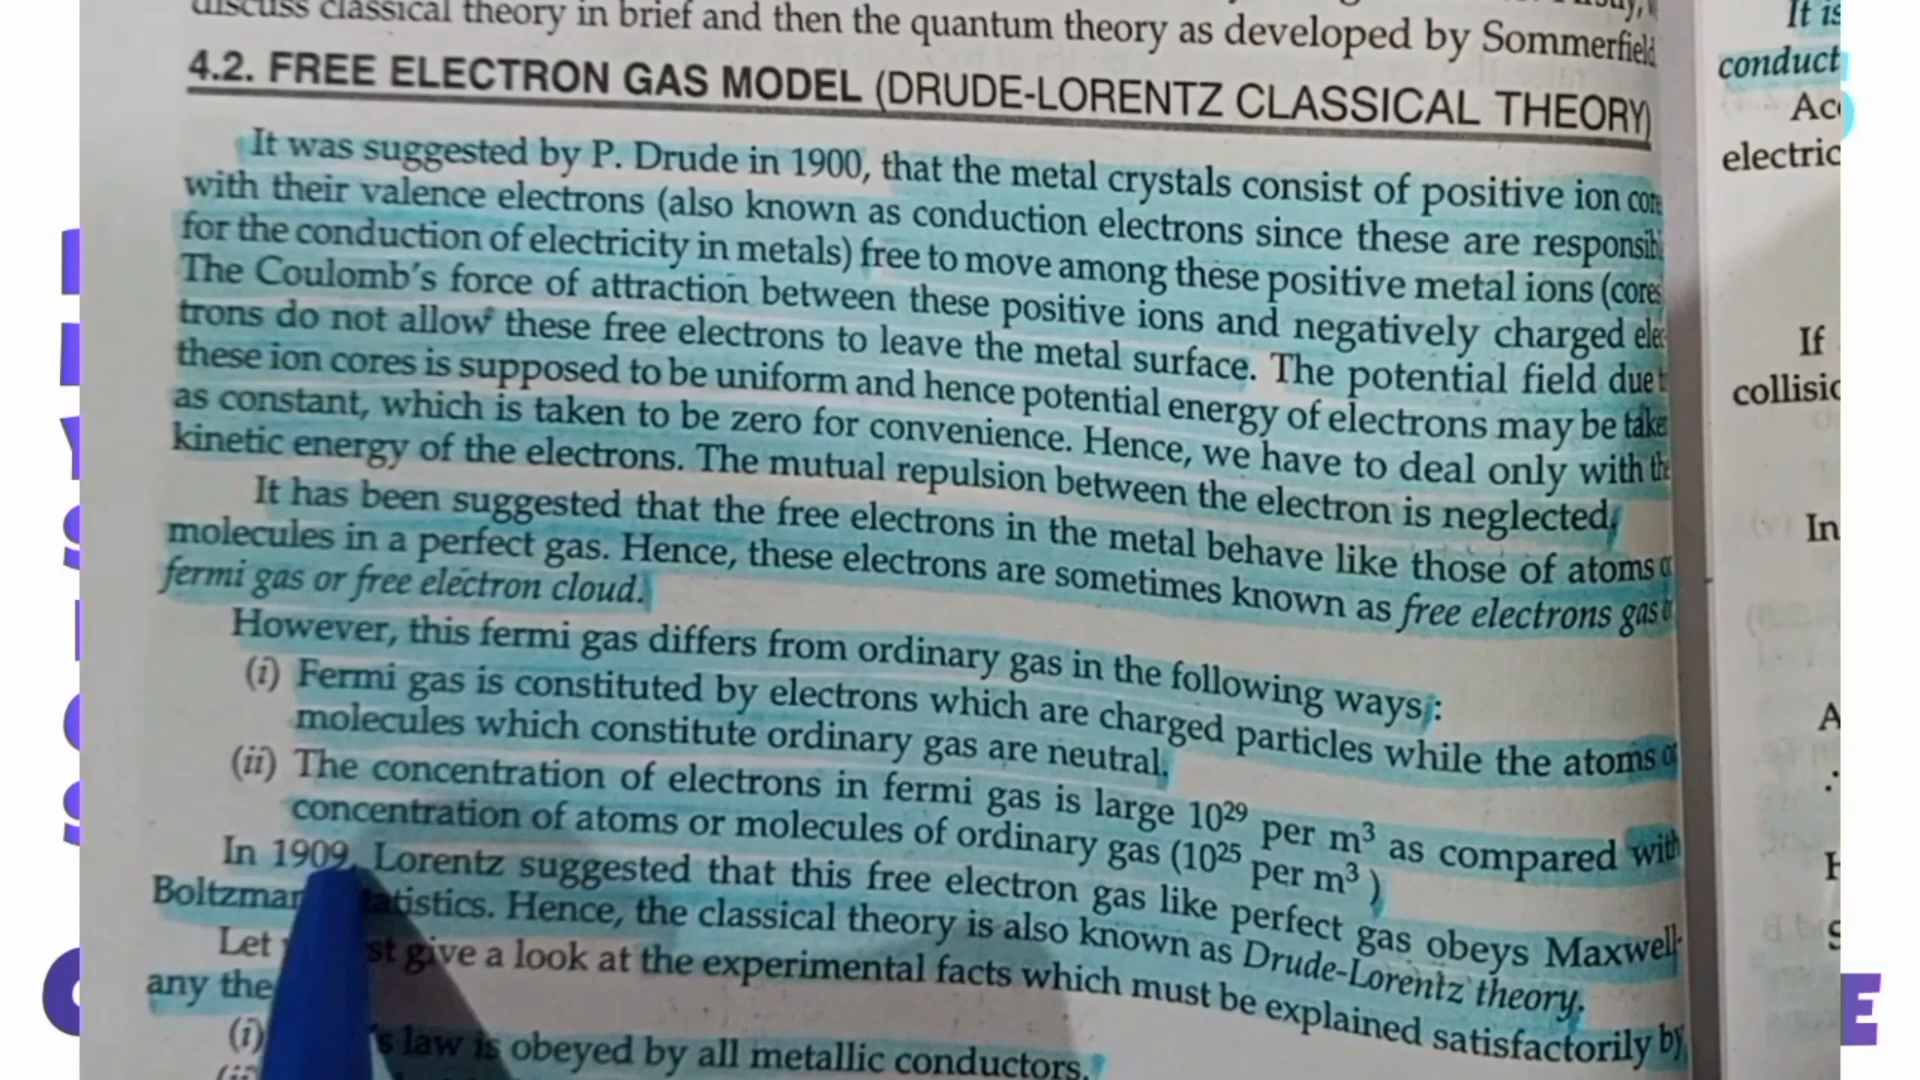 discuss classical theory in brief and then the quantum theory as developed by Sommerfield
4.2. FREE ELECTRON GAS MODEL (DRUDE-LORENTZ CLASSICAL THEORY)
It was suggested by P. Drude in 1900, that the metal crystals consist of positive ion core
with their valence electrons (also known as conduction electrons since these are responsib
for the conduction of electricity in metals) free to move among these positive metal ions (cores
The Coulomb's force of attraction between these positive ions and negatively charged elec-
trons do not allow these free electrons to leave the metal surface. The potential field due t
these ion cores is supposed to be uniform and hence potential energy of electrons may be take
as constant, which is taken to be zero for convenience. Hence, we have to deal only with th
kinetic energy of the electrons. The mutual repulsion between the electron is neglected.
It has been suggested that the free electrons in the metal behave like those of atoms o
molecules in a perfect gas. Hence, these electrons are sometimes known as free electrons gas o
fermi gas or free electron cloud.
However, this fermi gas differs from ordinary gas in the following ways :
(i) Fermi gas is constituted by electrons which are charged particles while the atoms o
molecules which constitute ordinary gas are neutral.
(ii) The concentration of electrons in fermi gas is large 10²⁹ per m³ as compared with
concentration of atoms or molecules of ordinary gas (10²⁵ per m³ )
In 1909, Lorentz suggested that this free electron gas like perfect gas obeys Maxwell-
Boltzman tatistics. Hence, the classical theory is also known as Drude-Lorentz theory.
Let st give a look at the experimental facts which must be explained satisfactorily by
any the
(i) 's law is obeyed by all metallic conductors.
It is
conduct
Acc
electric
If
collisio
In
A
∴
H
S
E